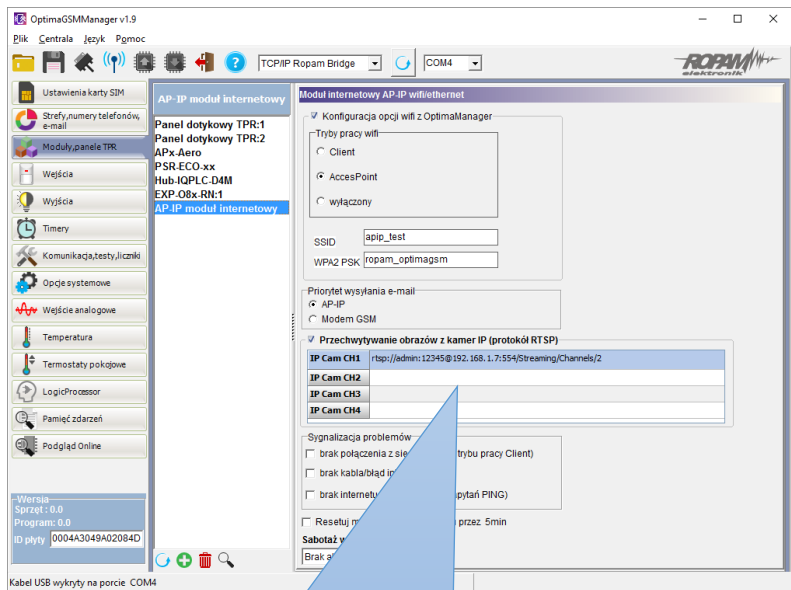 OptimaGSMManager v1.9
Plik Centrala Język Pgmoc
TCP/IP Ropam Bridge
COM4
ROPAM
elektronik
Ustawienia karty SIM
Strefy,numery telefonów,
e-mail
Moduły,panele TPR
Wejścia
Wyjścia
Timery
Komunikacja,testy,liczniki
Opcje systemowe
Wejście analogowe
Temperatura
Termostaty pokojowe
LogicProcessor
Pamięć zdarzeń
Podgląd Online
Wersja
Sprzęt : 0.0
Program: 0.0
ID płyty 0004A3049A02084D
AP-IP moduł internetowy
Panel dotykowy TPR:1
Panel dotykowy TPR:2
APx-Aero
PSR-ECO-xx
Hub-IQPLC-D4M
EXP-O8x-RN:1
AP-IP moduł internetowy
Moduł internetowy AP-IP wifi/ethernet
Konfiguracja opcji wifi z OptimaManager
Tryby pracy wifi
Client
AccesPoint
wyłączony
SSID apip_test
WPA2 PSK ropam_optimagsm
Priorytet wysyłania e-mail
AP-IP
Modem GSM
Przechwytywanie obrazów z kamer IP (protokół RTSP)
IP Cam CH1 rtsp://admin:12345@192.168.1.7:554/Streaming/Channels/2
IP Cam CH2
IP Cam CH3
IP Cam CH4
Sygnalizacja problemów
brak połączenia z trybu pracy Client)
brak kabla/błąd
brak PING)
Resetuj przez 5min
Sabotaż
Brak
Kabel USB wykryty na porcie COM4